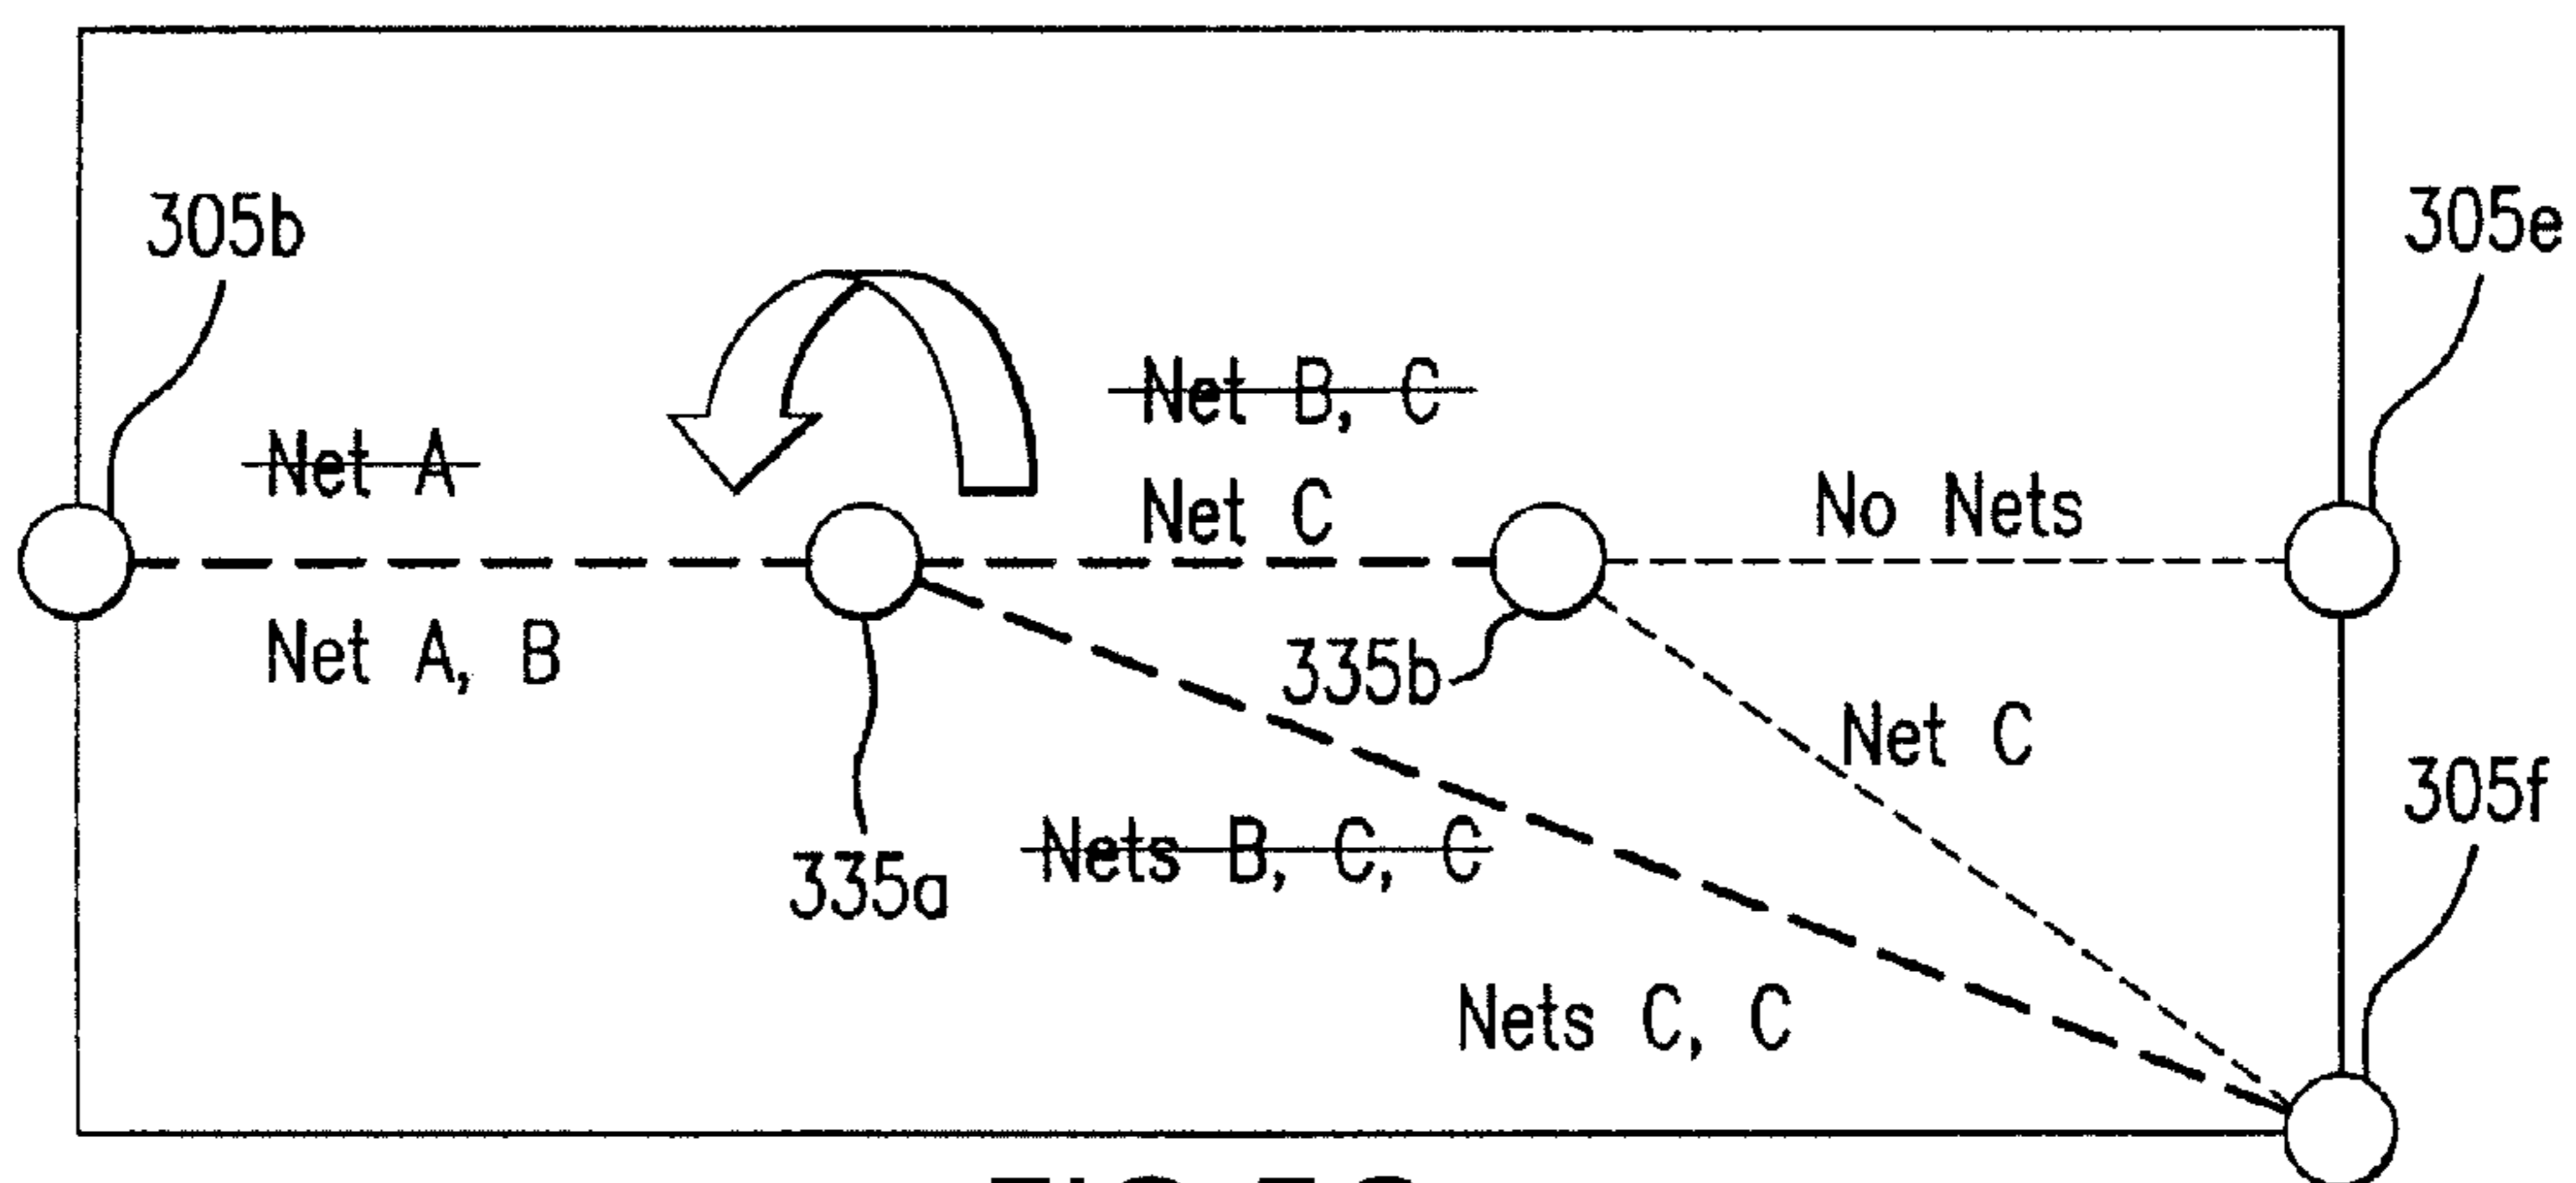 305b
305e
Net B, C
Net A
Net C
No Nets
Net A, B
335b
Net C
305f
Nets B, C, C
335a
Nets C, C